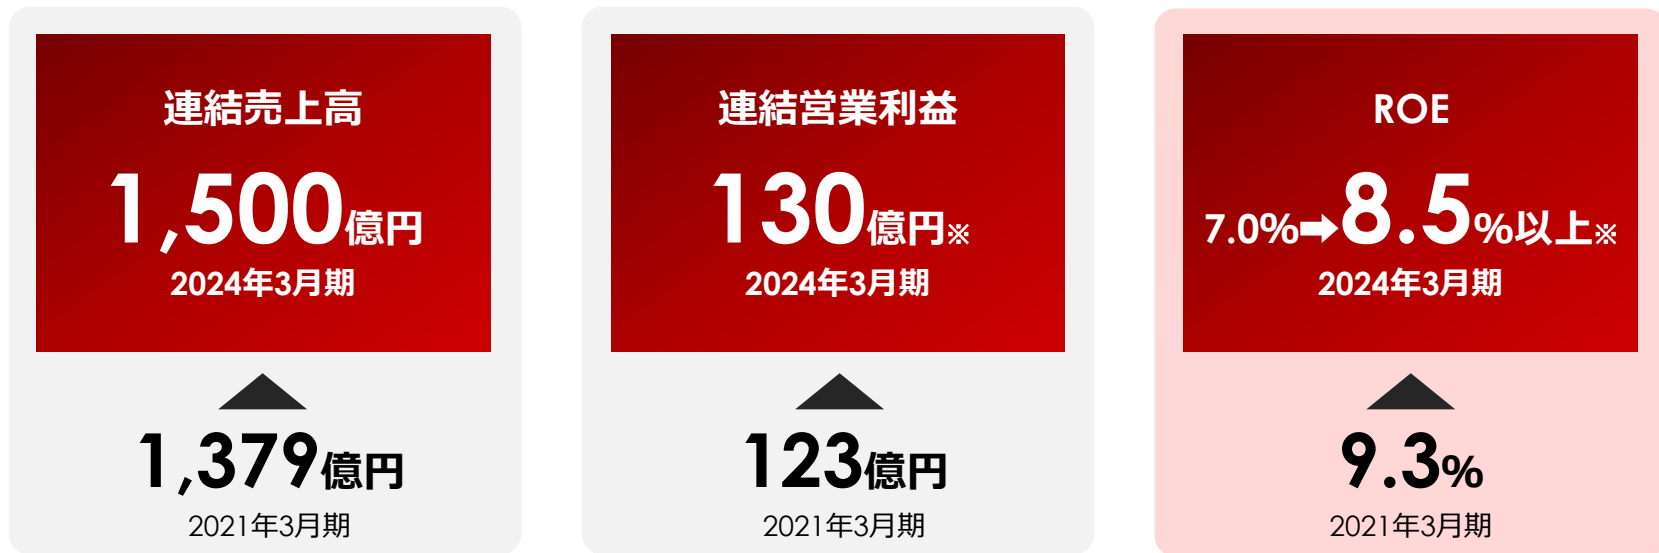 連結売上高
1,500億円
2024年3月期
1,379億円
2021年3月期
連結営業利益
130億円※
2024年3月期
123億円
2021年3月期
ROE
7.0%➡8.5%以上※
2024年3月期
9.3%
2021年3月期